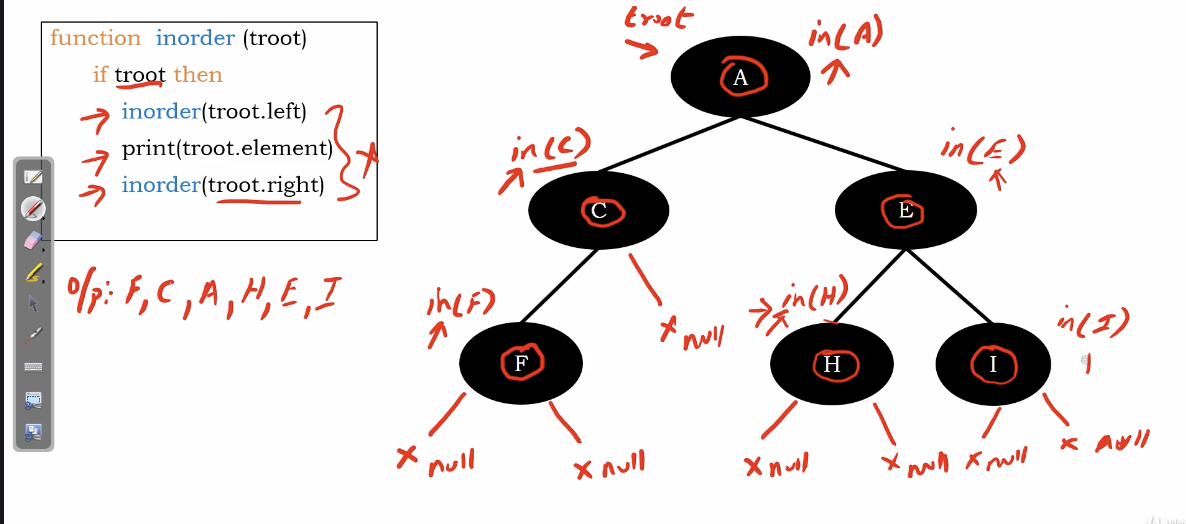 function inorder (troot)
if troot then
inorder(troot.left)
print(troot.element)
inorder(troot.right)
O/p: F, C, A, H, E, I
troot
in(A)
A
in(C)
in(E)
C
E
in(F)
x null
in(H)
in(I)
F
H
I
x null
x null
x null
x null
x null
x null